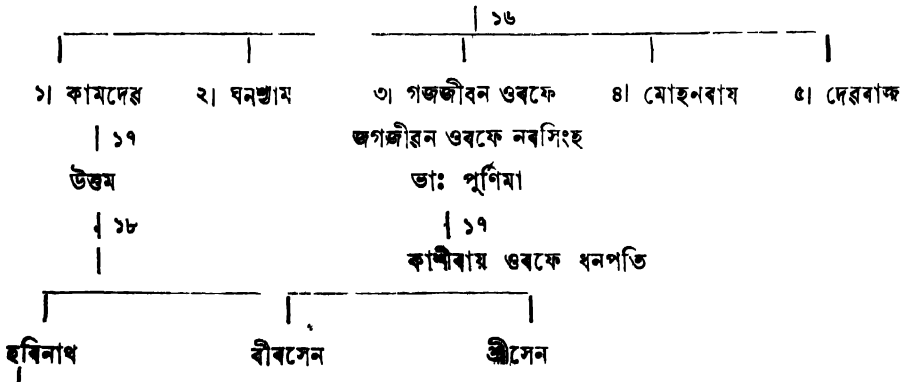 | ১৬
১। কামদেৱ ২। ঘনশ্যাম ৩। গজজীৱন ওৰফে ৪। মোহনৰায় ৫। দেৱৰাজ
| ১৭ জগজীৱন ওৰফে নৰসিংহ
উত্তম ভাঃ পুৰ্ণিমা
| ১৮ | ১৭
কাশীৰায় ওৰফে ধনপতি
হৰিনাথ বীৰসেন শ্ৰীসেন